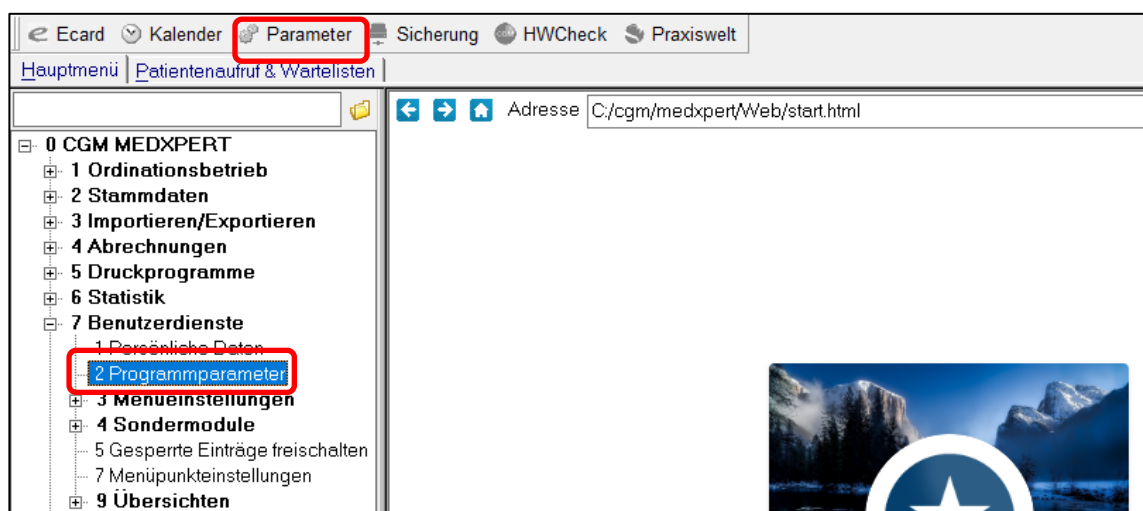 Ecard Kalender Parameter Sicherung HWCheck Praxiswelt
Hauptmenü Patientenaufruf & Wartelisten
Adresse C:/cgm/medxpert/Web/start.html
0 CGM MEDXPERT
1 Ordinationsbetrieb
2 Stammdaten
3 Importieren/Exportieren
4 Abrechnungen
5 Druckprogramme
6 Statistik
7 Benutzerdienste
1 Persönliche Daten
2 Programmparameter
3 Menüeinstellungen
4 Sondermodule
5 Gesperrte Einträge freischalten
7 Menüpunkteinstellungen
9 Übersichten